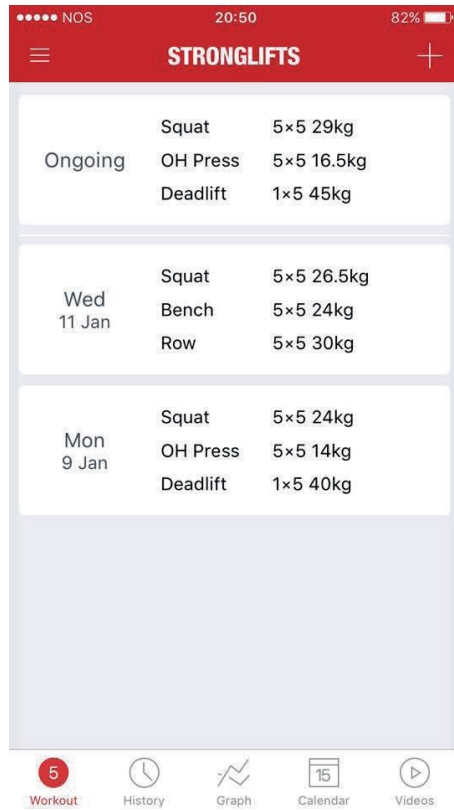 NOS 20:50 82%
STRONGLIFTS
Ongoing
Squat 5×5 29kg
OH Press 5×5 16.5kg
Deadlift 1×5 45kg
Wed
11 Jan
Squat 5×5 26.5kg
Bench 5×5 24kg
Row 5×5 30kg
Mon
9 Jan
Squat 5×5 24kg
OH Press 5×5 14kg
Deadlift 1×5 40kg
5 15
Workout History Graph Calendar Videos